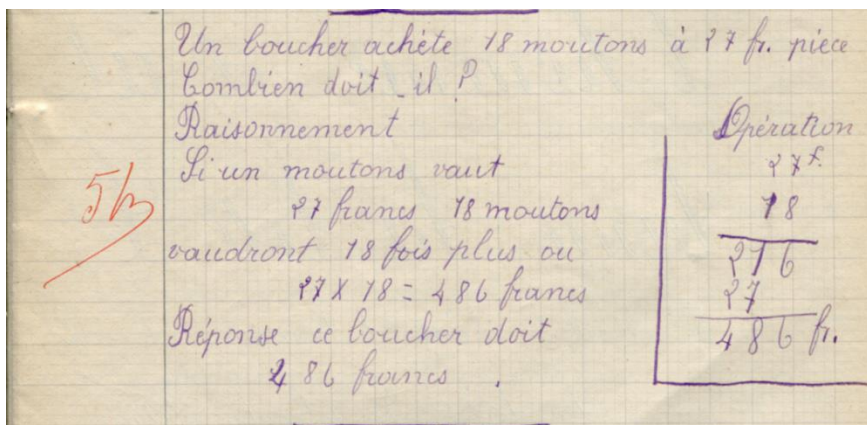 Un boucher achète 18 moutons à 27 fr. pièce
Combien doit-il?
Raisonnement
Si un moutons vaut
27 francs 18 moutons
vaudront 18 fois plus ou
27 X 18 = 486 francs
Réponse ce boucher doit
486 francs.
Opération
27 f.
18
216
27
486 fr.